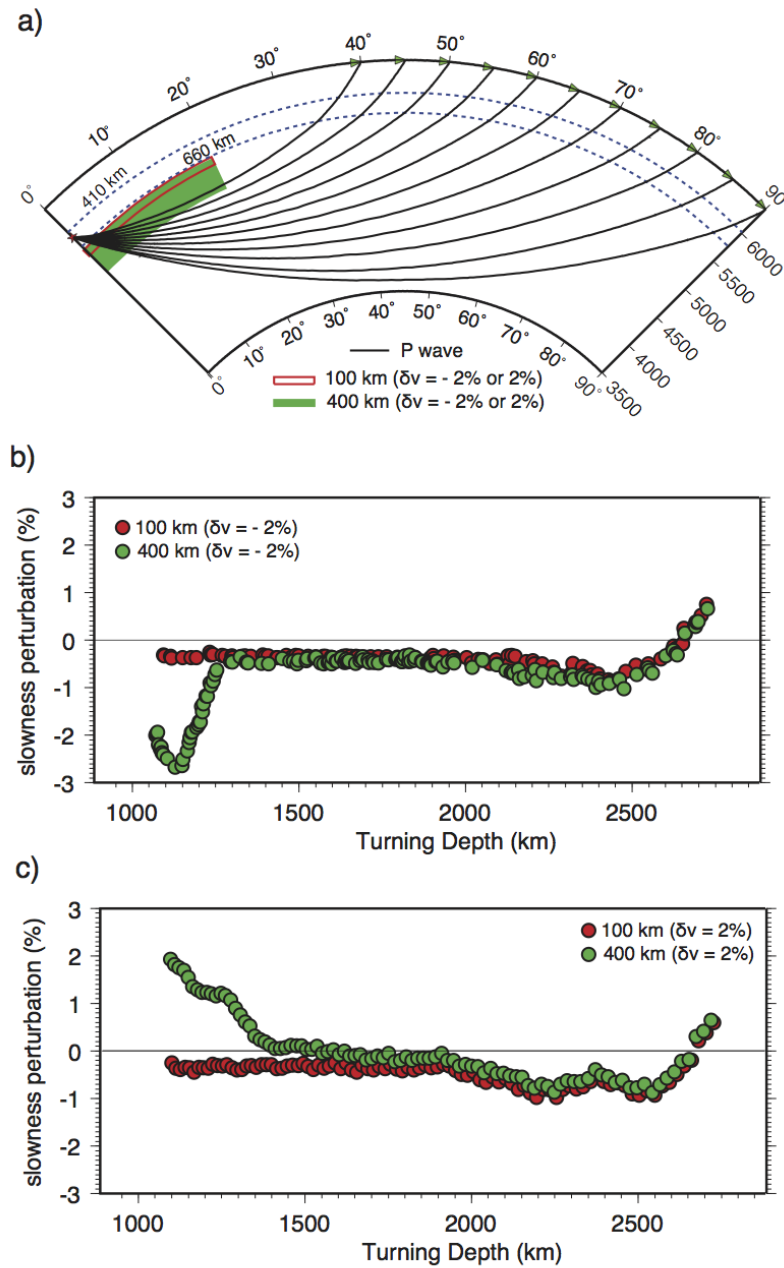 a)
0° 10° 20° 30° 40° 50° 60° 70° 80° 90
410 km
660 km
6000
5500
5000
4500
4000
3500
0° 10° 20° 30° 40° 50° 60° 70° 80° 90°
P wave
100 km (δv = - 2% or 2%)
400 km (δv = - 2% or 2%)
b)
slowness perturbation (%)
3
2
1
0
-1
-2
-3
100 km (δv = - 2%)
400 km (δv = - 2%)
1000 1500 2000 2500
Turning Depth (km)
c)
slowness perturbation (%)
3
2
1
0
-1
-2
-3
100 km (δv = 2%)
400 km (δv = 2%)
1000 1500 2000 2500
Turning Depth (km)